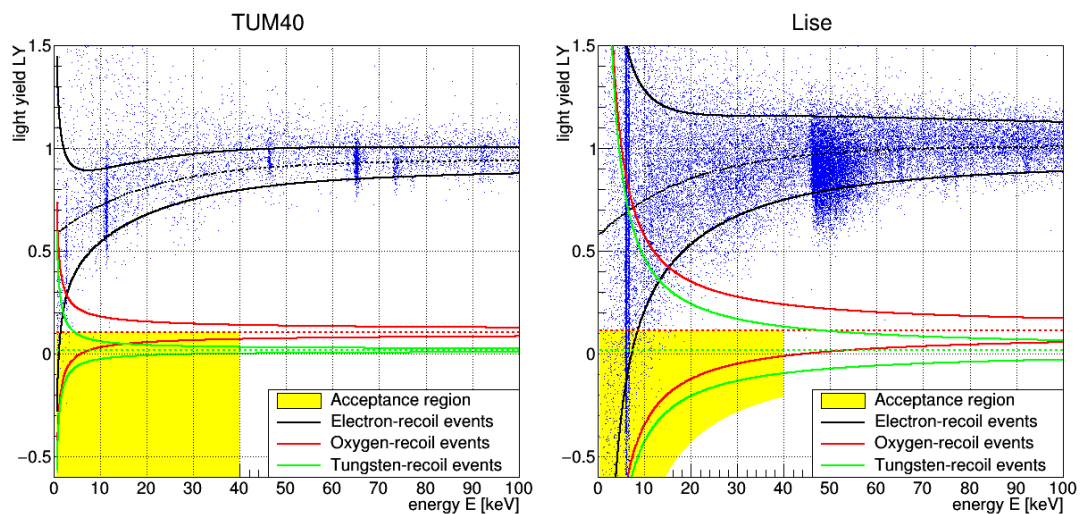 TUM40
light yield LY
1.5
1
0.5
0
−0.5
0 10 20 30 40 50 60 70 80 90 100
energy E [keV]
Acceptance region
Electron-recoil events
Oxygen-recoil events
Tungsten-recoil events
Lise
light yield LY
1.5
1
0.5
0
−0.5
0 10 20 30 40 50 60 70 80 90 100
energy E [keV]
Acceptance region
Electron-recoil events
Oxygen-recoil events
Tungsten-recoil events